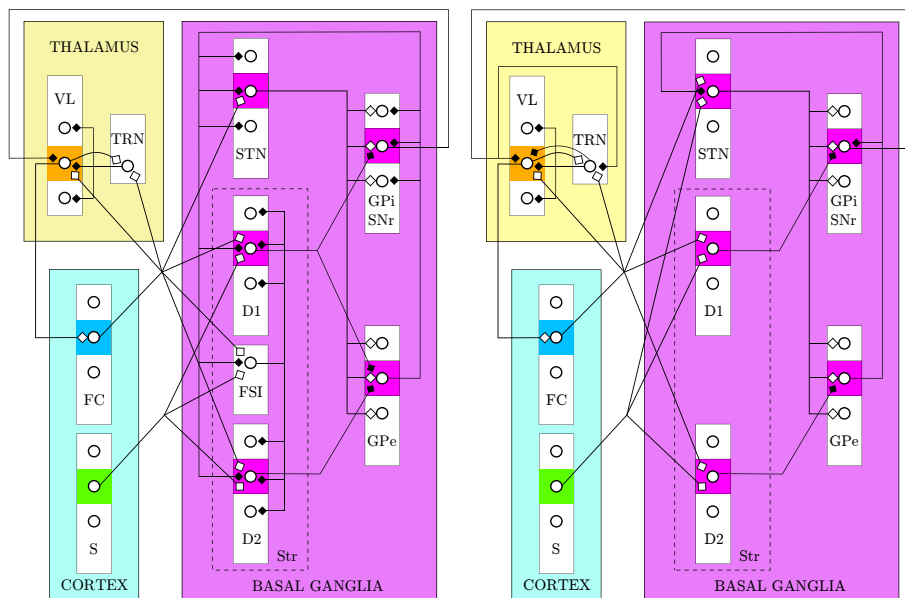 THALAMUS
VL
TRN
STN
GPi
SNr
D1
FSI
D2
Str
GPe
FC
S
CORTEX
BASAL GANGLIA
THALAMUS
VL
TRN
STN
GPi
SNr
D1
D2
Str
GPe
FC
S
CORTEX
BASAL GANGLIA